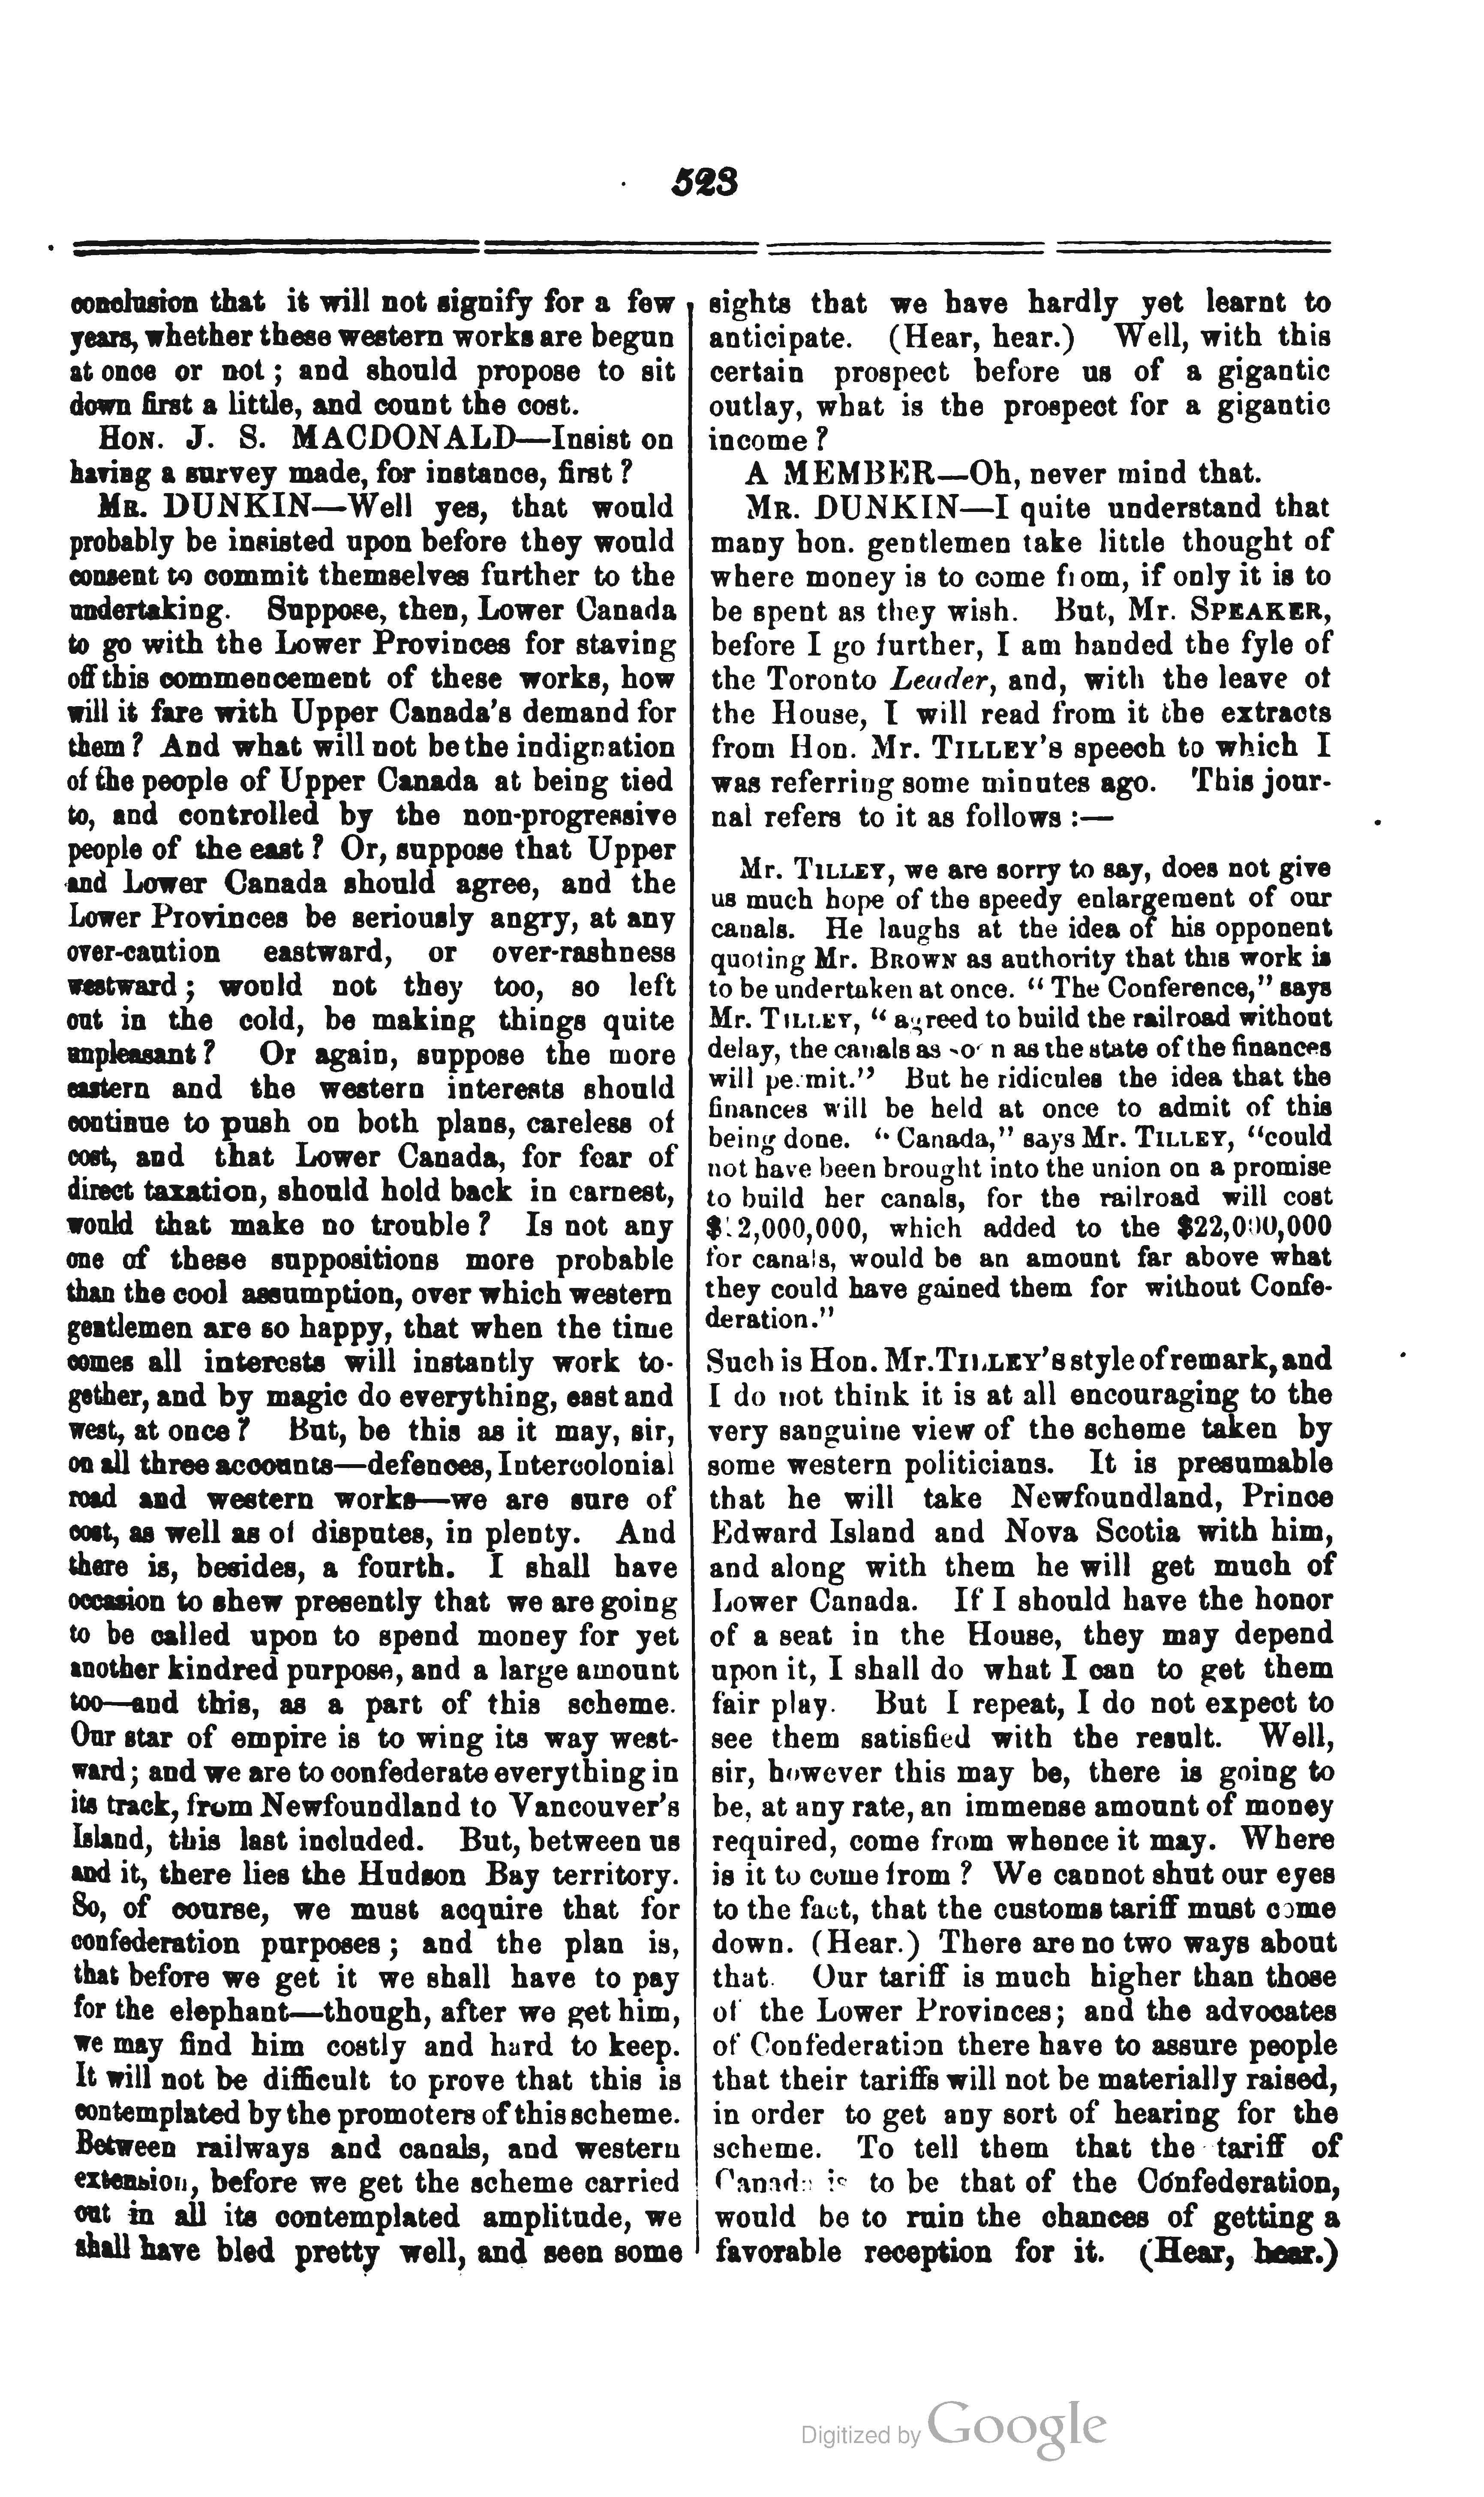 523
conclusion that it will not signify for a few
years, whether these western works are begun
at once or not ; and should propose to sit
down first a little, and count the cost.
HON. J. S. MACDONALD—Insist on
having a survey made, for instance, first ?
MR. DUNKIN—Well yes, that would
probably be insisted upon before they would
consent to commit themselves further to the
undertaking. Suppose, then, Lower Canada
to go with the Lower Provinces for staving
off this commencement of these works, how
will it fare with Upper Canada's demand for
them ? And what will not be the indignation
of the people of Upper Canada at being tied
to, and controlled by the non-progressive
people of the east ? Or, suppose that Upper
and Lower Canada should agree, and the
Lower Provinces be seriously angry, at any
over-caution eastward, or over-rashness
westward ; would not they too, so left
out in the cold, be making things quite
unpleasant ? Or again, suppose the more
eastern and the western interests should
continue to push on both plans, careless of
cost, and that Lower Canada, for fear of
direct taxation, should hold back in earnest,
would that make no trouble ? Is not any
one of these suppositions more probable
than the cool assumption, over which western
gentlemen are so happy, that when the time
comes all interests will instantly work to-
gether, and by magic do everything, east and
west, at once ? But, be this as it may, sir,
on all three accounts—defences, Intercolonial
road and western works—we are sure of
cost, as well as of disputes, in plenty. And
there is, besides, a fourth. I shall have
occasion to shew presently that we are going
to be called upon to spend money for yet
another kindred purpose, and a large amount
too—and this, as a part of this scheme.
Our star of empire is to wing its way west-
ward ; and we are to confederate everything in
its track, from Newfoundland to Vancouver's
Island, this last included. But, between us
and it, there lies the Hudson Bay territory.
So, of course, we must acquire that for
confederation purposes ; and the plan is,
that before we get it we shall have to pay
for the elephant—though, after we get him,
we may find him costly and hard to keep.
It will not be difficult to prove that this is
contemplated by the promoters of this scheme.
Between railways and canals, and western
extension, before we get the scheme carried
out in all its contemplated amplitude, we
shall have bled pretty well, and seen some
sights that we have hardly yet learnt to
anticipate. (Hear, hear.) Well, with this
certain prospect before us of a gigantic
outlay, what is the prospect for a gigantic
income ?
A MEMBER—Oh, never mind that.
MR. DUNKIN—I quite understand that
many hon. gentlemen take little thought of
where money is to come from, if only it is to
be spent as they wish. But, Mr. SPEAKER,
before I go further, I am handed the fyle of
the Toronto Leader, and, with the leave of
the House, I will read from it the extracts
from Hon. Mr. TILLEY'S speech to which I
was referring some minutes ago. This jour-
nal refers to it as follows :—
Mr. TILLEY, we are sorry to say, does not give
us much hope of the speedy enlargement of our
canals. He laughs at the idea of his opponent
quoting Mr. BROWN as authority that this work is
to be undertaken at once. "The Conference," says
Mr. TILLEY, "agreed to build the railroad without
delay, the canals as soon as the state of the finances
will permit." But he ridicules the idea that the
finances will be held at once to admit of this
being done. "Canada," says Mr. TILLEY, "could
not have been brought into the union on a promise
to build her canals, for the railroad will cost
2,000,000, which added to the $22,000,000
for canals, would be an amount far above what
they could have gained them for without Confe-
deration."
Such is Hon. Mr. TILLEY'S style of remark, and
I do not think it is at all encouraging to the
very sanguine view of the scheme taken by
some western politicians. It is presumable
that he will take Newfoundland, Prince
Edward Island and Nova Scotia with him,
and along with them he will get much of
Lower Canada. If I should have the honor
of a seat in the House, they may depend
upon it, I shall do what I can to get them
fair play. But I repeat, I do not expect to
see them satisfied with the result. Well,
sir, however this may be, there is going to
be, at any rate, an immense amount of money
required, come from whence it may. Where
is it to come from ? We cannot shut our eyes
to the fact, that the customs tariff must come
down. (Hear.) There are no two ways about
that. Our tariff is much higher than those
of the Lower Provinces; and the advocates
of Confederation there have to assure people
that their tariffs will not be materially raised,
in order to get any sort of hearing for the
scheme. To tell them that the tariff of
Canada is to be that of the Confederation,
would be to ruin the chances of getting a
favorable reception for it. (Hear, hear.)
Digitized by Google